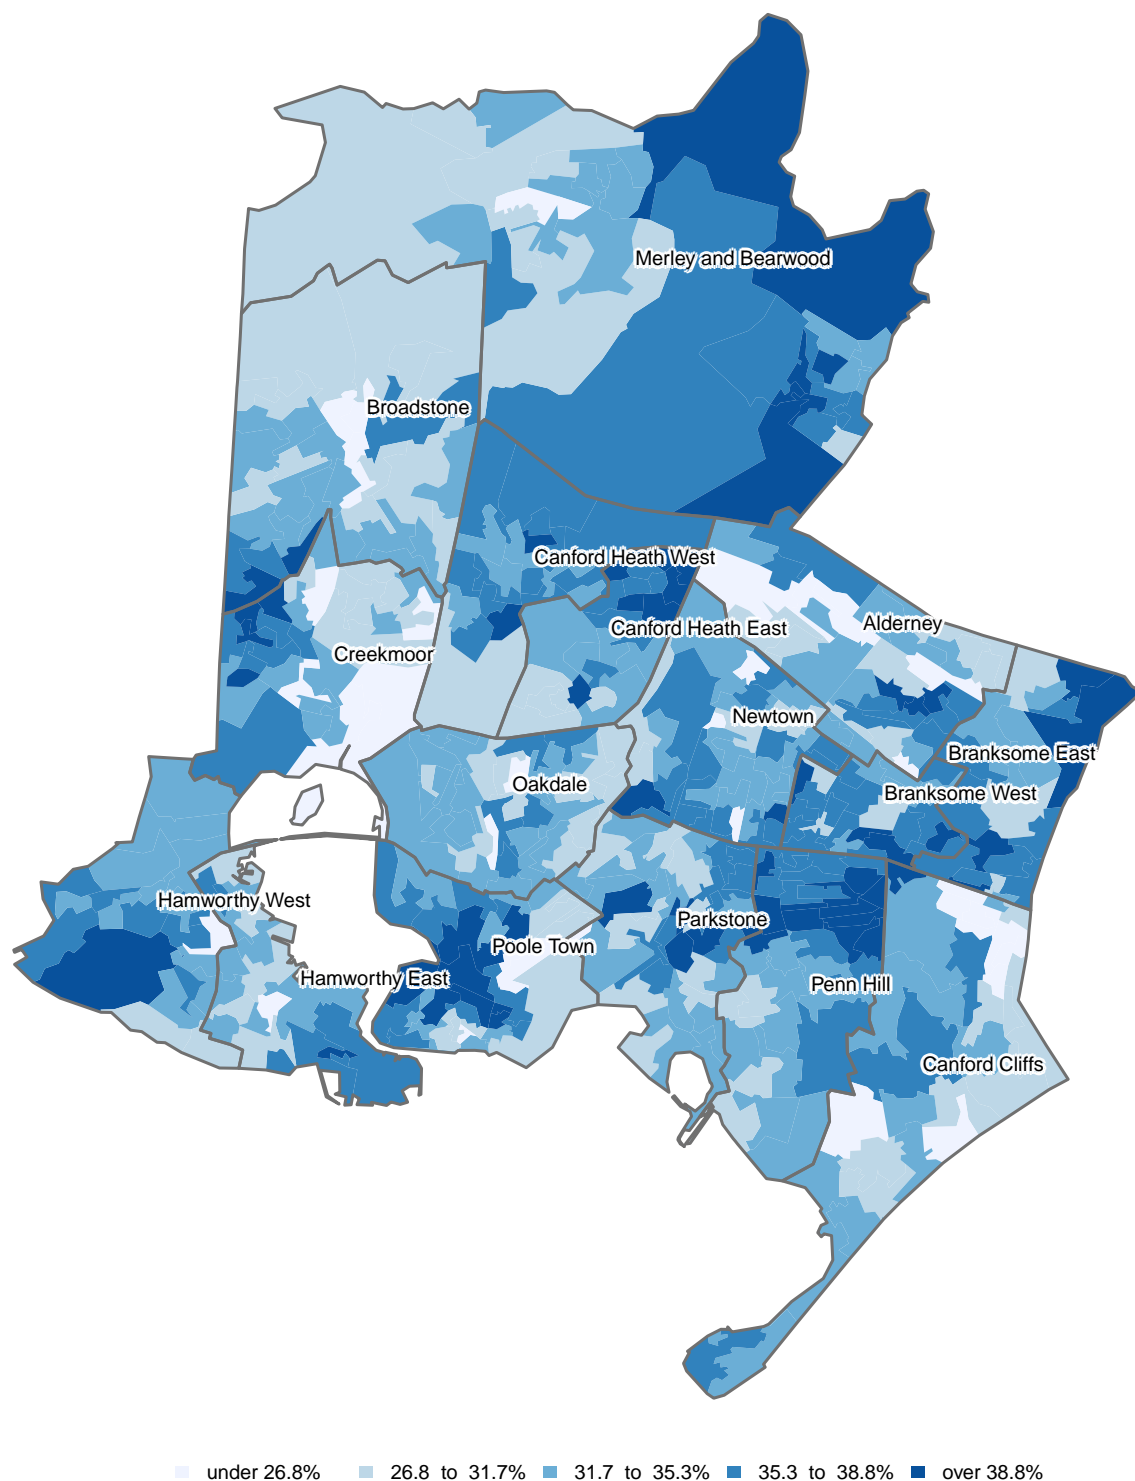 Merley and Bearwood
Broadstone
Canford Heath West
Alderney
Canford Heath East
Creekmoor
Newtown
Branksome East
Oakdale
Branksome West
Hamworthy West
Parkstone
Poole Town
Hamworthy East
Penn Hill
Canford Cliffs
under 26.8% 26.8 to 31.7% 31.7 to 35.3% 35.3 to 38.8% over 38.8%